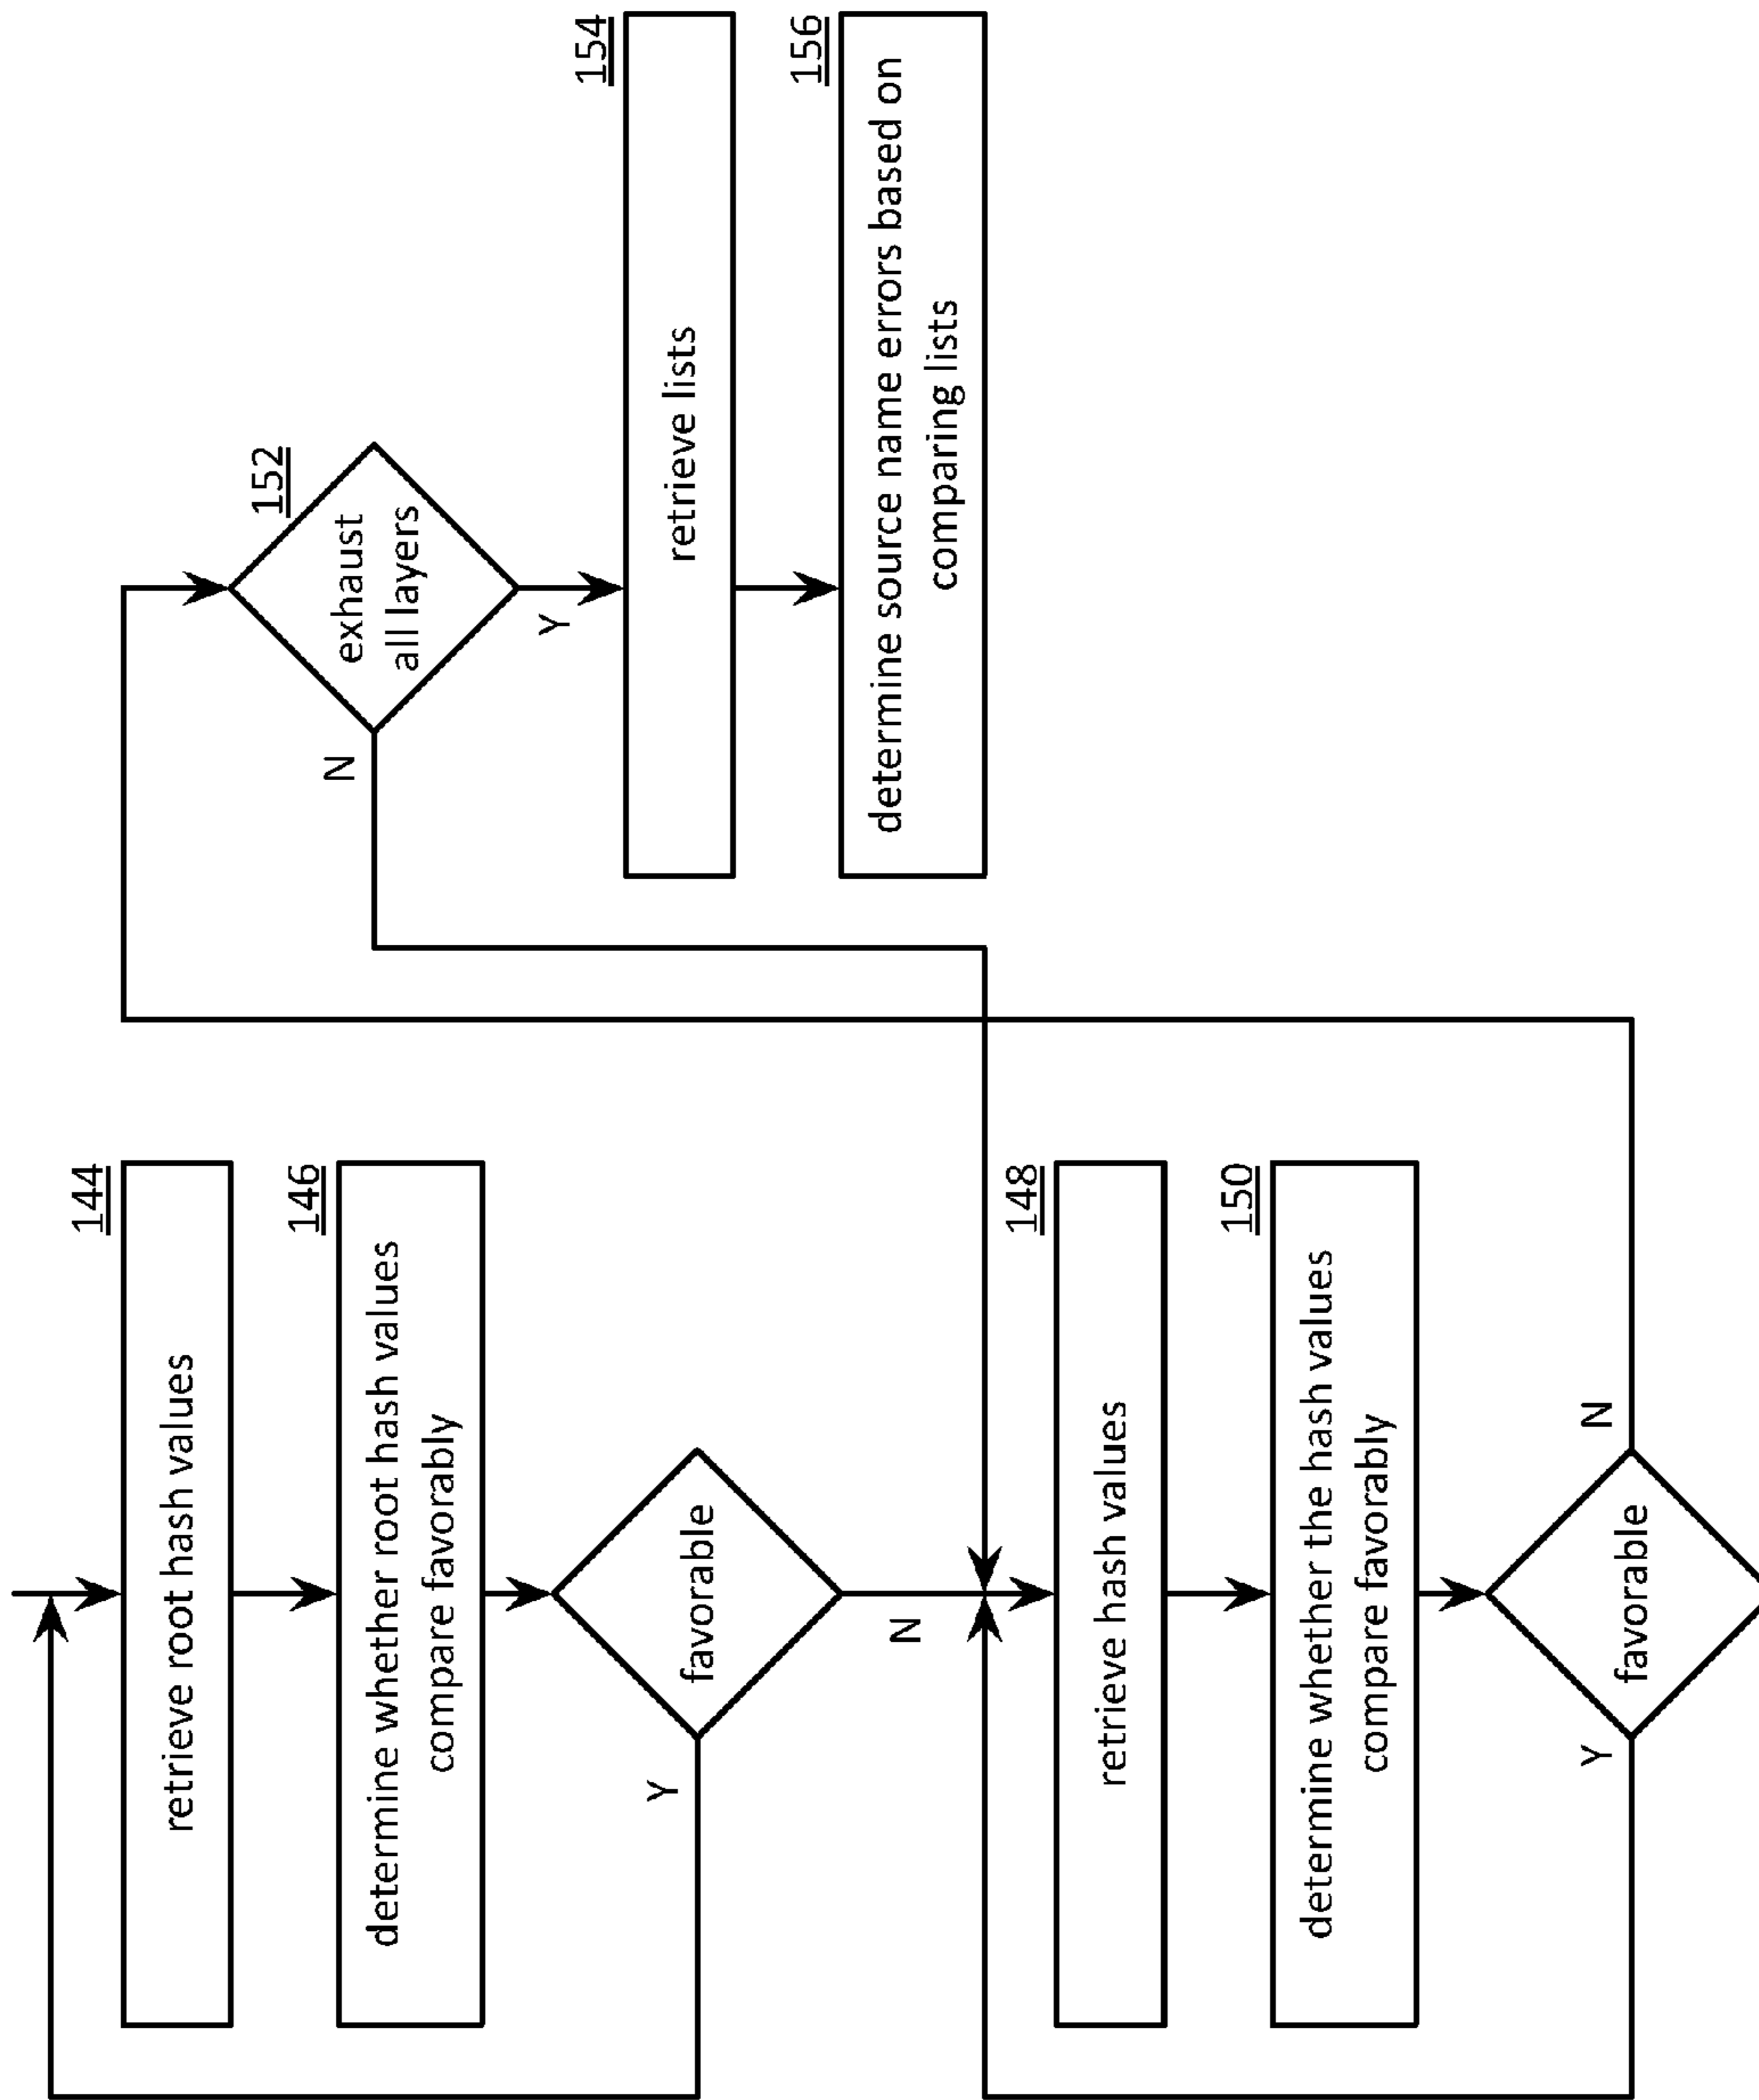 144
retrieve root hash values
146
determine whether root hash values
compare favorably
favorable
Y
N
148
retrieve hash values
150
determine whether the hash values
compare favorably
favorable
Y
N
152
exhaust
all layers
N
Y
154
retrieve lists
156
determine source name errors based on
comparing lists